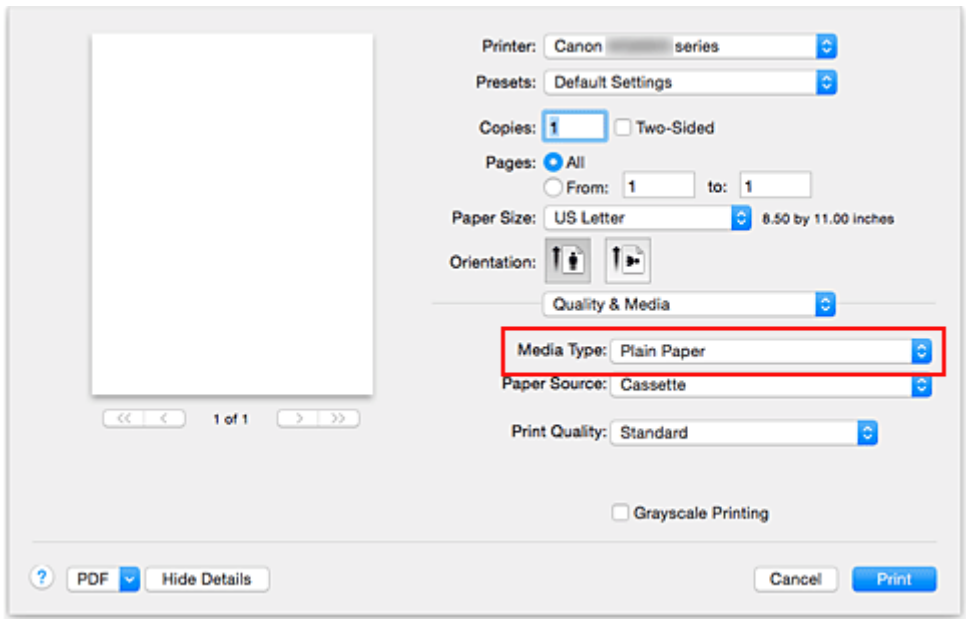 Printer: Canon series
Presets: Default Settings
Copies: 1 Two-Sided
Pages: All
From: 1 to: 1
Paper Size: US Letter 8.50 by 11.00 inches
Orientation:
Quality & Media
Media Type: Plain Paper
Paper Source: Cassette
1 of 1
Print Quality: Standard
Grayscale Printing
? PDF Hide Details Cancel Print